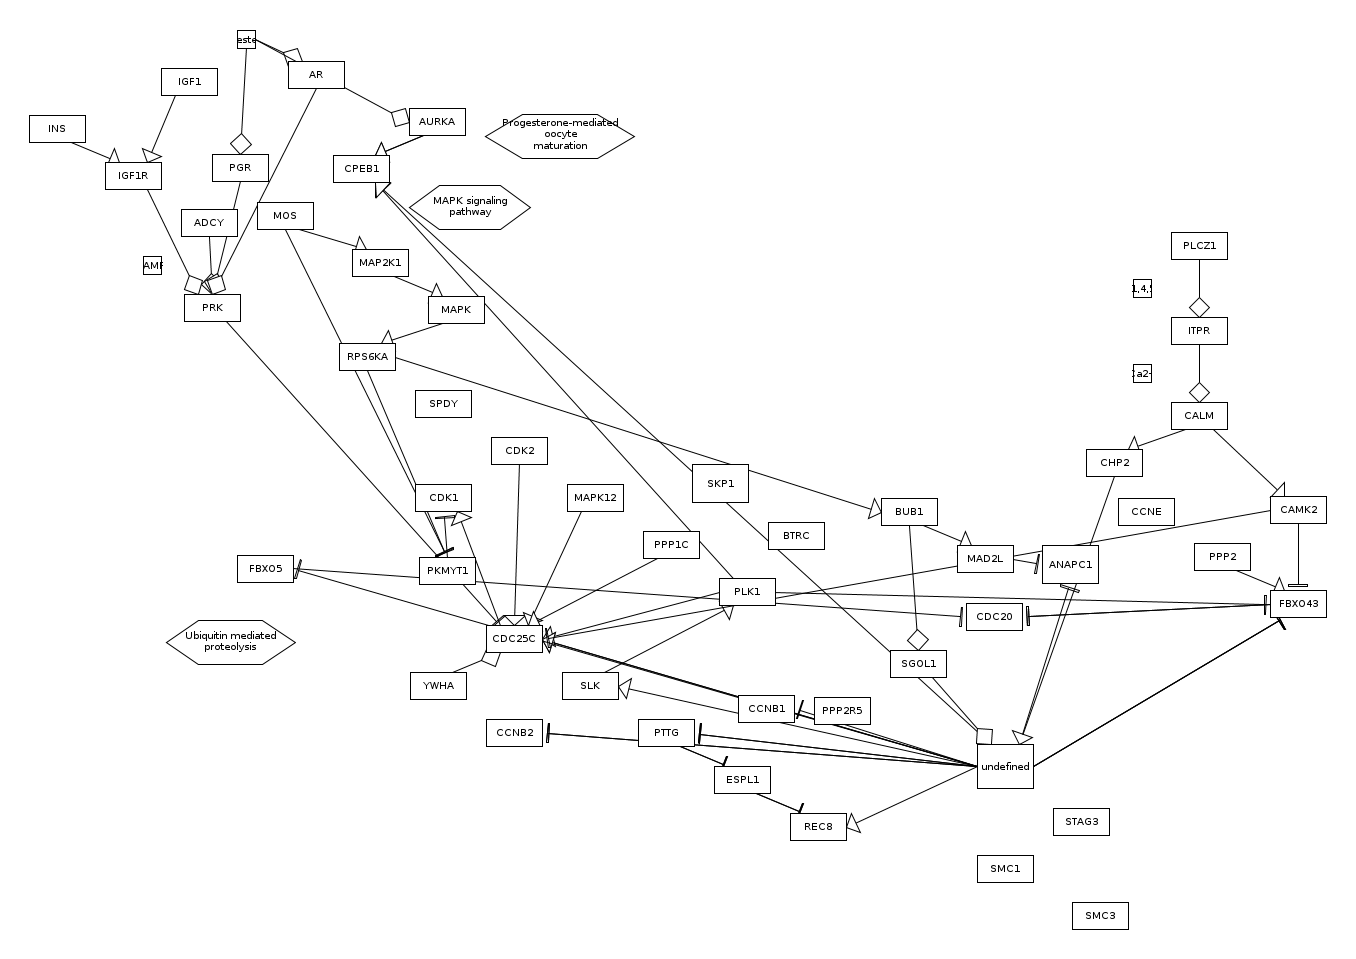 este
AR
IGF1
INS
AURKA
Progesterone-mediated
oocyte
maturation
IGF1R
PGR
CPEB1
MAPK signaling
pathway
ADCY
MOS
PLCZ1
AMP
MAP2K1
1,4,5
PRK
MAPK
ITPR
RPS6KA
Ca2+
SPDY
CALM
CDK2
CHP2
SKP1
CDK1
MAPK12
BUB1
CCNE
CAMK2
BTRC
PPP1C
FBXO5
PKMYT1
MAD2L
ANAPC1
PPP2
PLK1
CDC20
FBXO43
Ubiquitin mediated
proteolysis
CDC25C
SGOL1
YWHA
SLK
CCNB1
PPP2R5
CCNB2
PTTG
undefined
ESPL1
REC8
STAG3
SMC1
SMC3